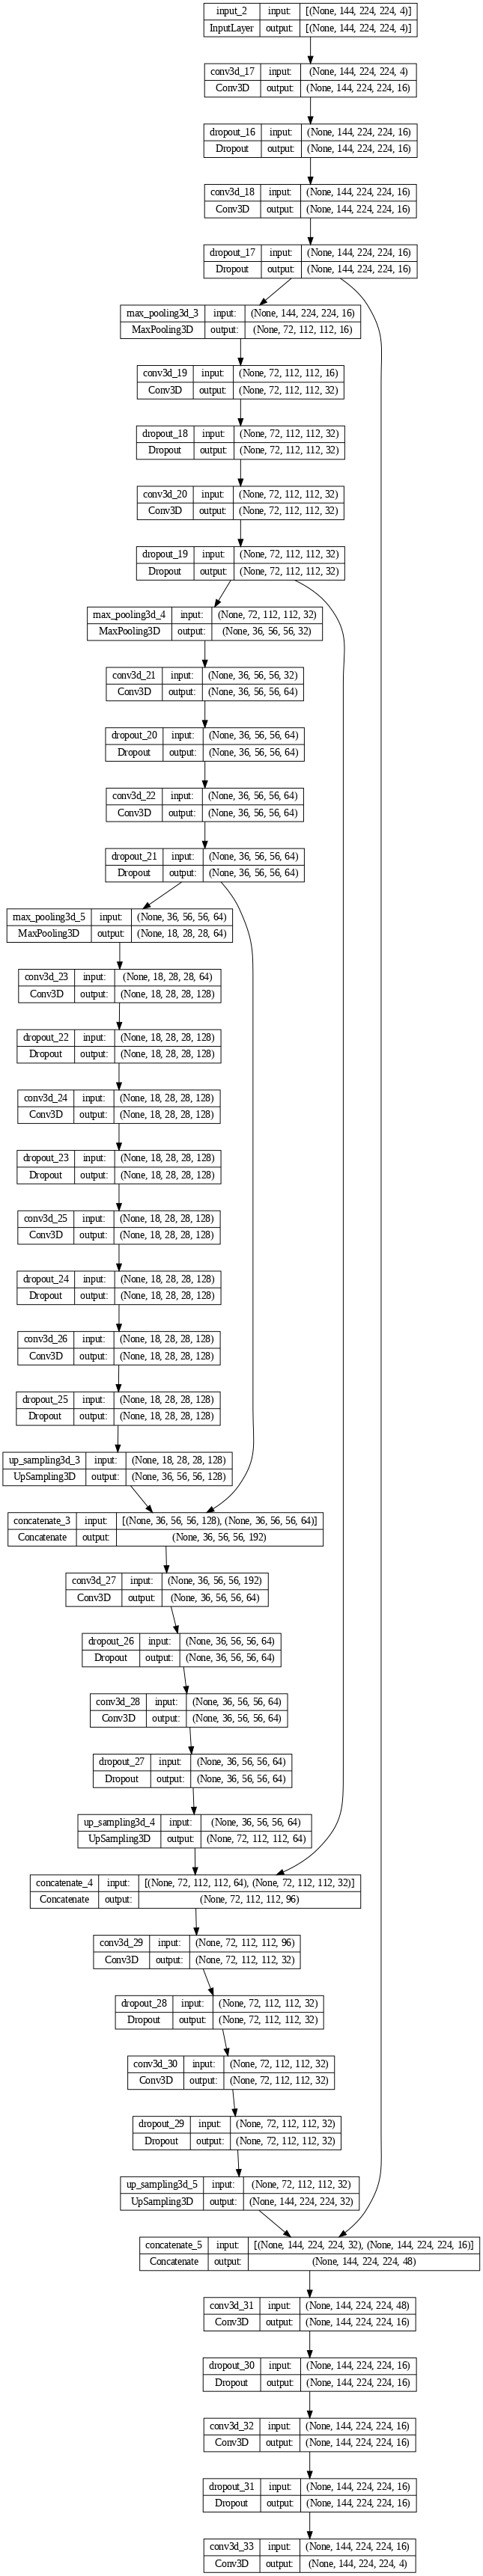 input_2 input: [(None, 144, 224, 224, 4)]
InputLayer output: [(None, 144, 224, 224, 4)]
conv3d_17 input: (None, 144, 224, 224, 4)
Conv3D output: (None, 144, 224, 224, 16)
dropout_16 input: (None, 144, 224, 224, 16)
Dropout output: (None, 144, 224, 224, 16)
conv3d_18 input: (None, 144, 224, 224, 16)
Conv3D output: (None, 144, 224, 224, 16)
dropout_17 input: (None, 144, 224, 224, 16)
Dropout output: (None, 144, 224, 224, 16)
max_pooling3d_3 input: (None, 144, 224, 224, 16)
MaxPooling3D output: (None, 72, 112, 112, 16)
conv3d_19 input: (None, 72, 112, 112, 16)
Conv3D output: (None, 72, 112, 112, 32)
dropout_18 input: (None, 72, 112, 112, 32)
Dropout output: (None, 72, 112, 112, 32)
conv3d_20 input: (None, 72, 112, 112, 32)
Conv3D output: (None, 72, 112, 112, 32)
dropout_19 input: (None, 72, 112, 112, 32)
Dropout output: (None, 72, 112, 112, 32)
max_pooling3d_4 input: (None, 72, 112, 112, 32)
MaxPooling3D output: (None, 36, 56, 56, 32)
conv3d_21 input: (None, 36, 56, 56, 32)
Conv3D output: (None, 36, 56, 56, 64)
dropout_20 input: (None, 36, 56, 56, 64)
Dropout output: (None, 36, 56, 56, 64)
conv3d_22 input: (None, 36, 56, 56, 64)
Conv3D output: (None, 36, 56, 56, 64)
dropout_21 input: (None, 36, 56, 56, 64)
Dropout output: (None, 36, 56, 56, 64)
max_pooling3d_5 input: (None, 36, 56, 56, 64)
MaxPooling3D output: (None, 18, 28, 28, 64)
conv3d_23 input: (None, 18, 28, 28, 64)
Conv3D output: (None, 18, 28, 28, 128)
dropout_22 input: (None, 18, 28, 28, 128)
Dropout output: (None, 18, 28, 28, 128)
conv3d_24 input: (None, 18, 28, 28, 128)
Conv3D output: (None, 18, 28, 28, 128)
dropout_23 input: (None, 18, 28, 28, 128)
Dropout output: (None, 18, 28, 28, 128)
conv3d_25 input: (None, 18, 28, 28, 128)
Conv3D output: (None, 18, 28, 28, 128)
dropout_24 input: (None, 18, 28, 28, 128)
Dropout output: (None, 18, 28, 28, 128)
conv3d_26 input: (None, 18, 28, 28, 128)
Conv3D output: (None, 18, 28, 28, 128)
dropout_25 input: (None, 18, 28, 28, 128)
Dropout output: (None, 18, 28, 28, 128)
up_sampling3d_3 input: (None, 18, 28, 28, 128)
UpSampling3D output: (None, 36, 56, 56, 128)
concatenate_3 input: [(None, 36, 56, 56, 128), (None, 36, 56, 56, 64)]
Concatenate output: (None, 36, 56, 56, 192)
conv3d_27 input: (None, 36, 56, 56, 192)
Conv3D output: (None, 36, 56, 56, 64)
dropout_26 input: (None, 36, 56, 56, 64)
Dropout output: (None, 36, 56, 56, 64)
conv3d_28 input: (None, 36, 56, 56, 64)
Conv3D output: (None, 36, 56, 56, 64)
dropout_27 input: (None, 36, 56, 56, 64)
Dropout output: (None, 36, 56, 56, 64)
up_sampling3d_4 input: (None, 36, 56, 56, 64)
UpSampling3D output: (None, 72, 112, 112, 64)
concatenate_4 input: [(None, 72, 112, 112, 64), (None, 72, 112, 112, 32)]
Concatenate output: (None, 72, 112, 112, 96)
conv3d_29 input: (None, 72, 112, 112, 96)
Conv3D output: (None, 72, 112, 112, 32)
dropout_28 input: (None, 72, 112, 112, 32)
Dropout output: (None, 72, 112, 112, 32)
conv3d_30 input: (None, 72, 112, 112, 32)
Conv3D output: (None, 72, 112, 112, 32)
dropout_29 input: (None, 72, 112, 112, 32)
Dropout output: (None, 72, 112, 112, 32)
up_sampling3d_5 input: (None, 72, 112, 112, 32)
UpSampling3D output: (None, 144, 224, 224, 32)
concatenate_5 input: [(None, 144, 224, 224, 32), (None, 144, 224, 224, 16)]
Concatenate output: (None, 144, 224, 224, 48)
conv3d_31 input: (None, 144, 224, 224, 48)
Conv3D output: (None, 144, 224, 224, 16)
dropout_30 input: (None, 144, 224, 224, 16)
Dropout output: (None, 144, 224, 224, 16)
conv3d_32 input: (None, 144, 224, 224, 16)
Conv3D output: (None, 144, 224, 224, 16)
dropout_31 input: (None, 144, 224, 224, 16)
Dropout output: (None, 144, 224, 224, 16)
conv3d_33 input: (None, 144, 224, 224, 16)
Conv3D output: (None, 144, 224, 224, 4)